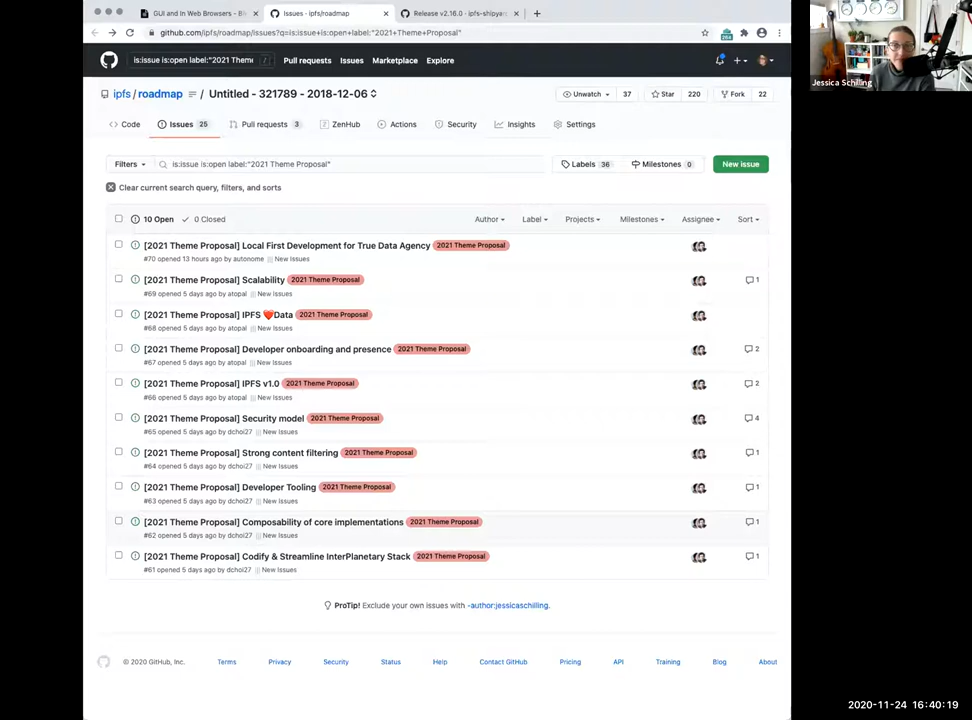 GUI and In Web Browsers - Bi
Issues · ipfs/roadmap
Release v2.16.0 · ipfs-shipyar
github.com/ipfs/roadmap/issues?q=is:issue+is:open+label:"2021+Theme+Proposal"
is:issue is:open label:"2021 Theme
/
Pull requests
Issues
Marketplace
Explore
Jessica Schilling
ipfs / roadmap / Untitled - 321789 - 2018-12-06
Unwatch 37
Star 220
Fork 22
Code
Issues 25
Pull requests 3
ZenHub
Actions
Security
Insights
Settings
Filters
is:issue is:open label:"2021 Theme Proposal"
Labels 36
Milestones 0
New issue
Clear current search query, filters, and sorts
10 Open
0 Closed
Author
Label
Projects
Milestones
Assignee
Sort
[2021 Theme Proposal] Local First Development for True Data Agency 2021 Theme Proposal
#70 opened 13 hours ago by autonome New Issues
[2021 Theme Proposal] Scalability 2021 Theme Proposal 1
#69 opened 5 days ago by atopal New Issues
[2021 Theme Proposal] IPFS ❤️Data 2021 Theme Proposal
#68 opened 5 days ago by atopal New Issues
[2021 Theme Proposal] Developer onboarding and presence 2021 Theme Proposal 2
#67 opened 5 days ago by atopal New Issues
[2021 Theme Proposal] IPFS v1.0 2021 Theme Proposal 2
#66 opened 5 days ago by atopal New Issues
[2021 Theme Proposal] Security model 2021 Theme Proposal 4
#65 opened 5 days ago by dchoi27 New Issues
[2021 Theme Proposal] Strong content filtering 2021 Theme Proposal 1
#64 opened 5 days ago by dchoi27 New Issues
[2021 Theme Proposal] Developer Tooling 2021 Theme Proposal 1
#63 opened 5 days ago by dchoi27 New Issues
[2021 Theme Proposal] Composability of core implementations 2021 Theme Proposal 1
#62 opened 5 days ago by dchoi27 New Issues
[2021 Theme Proposal] Codify & Streamline InterPlanetary Stack 2021 Theme Proposal 1
#61 opened 5 days ago by dchoi27 New Issues
ProTip! Exclude your own issues with -author:jessicaschilling.
© 2020 GitHub, Inc.
Terms
Privacy
Security
Status
Help
Contact GitHub
Pricing
API
Training
Blog
About
2020-11-24 16:40:19